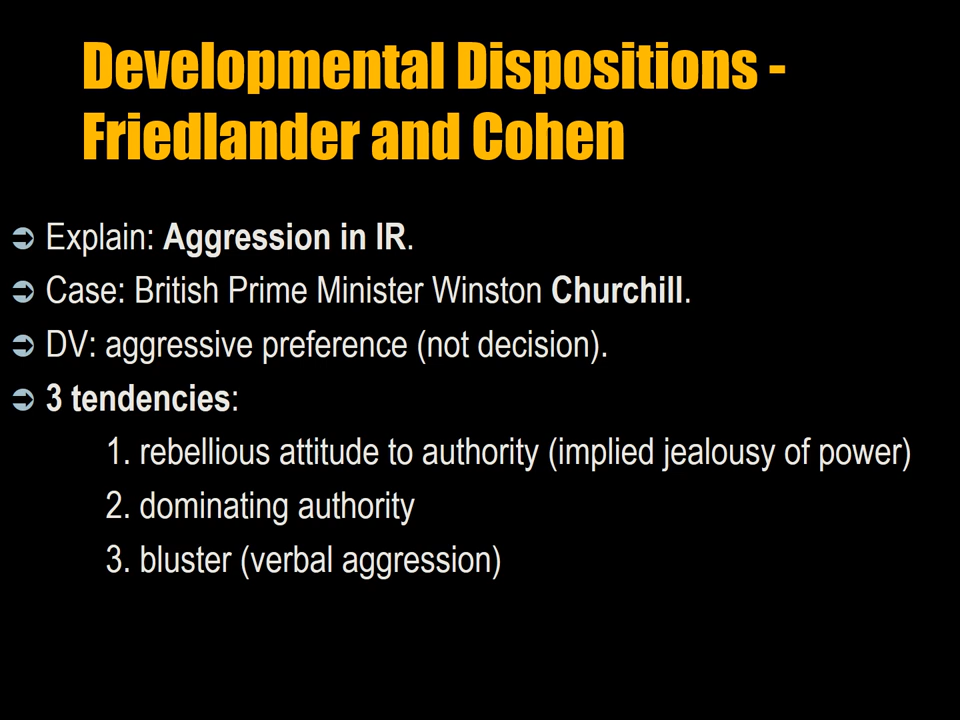 Developmental Dispositions -
Friedlander and Cohen
➲ Explain: Aggression in IR.
➲ Case: British Prime Minister Winston Churchill.
➲ DV: aggressive preference (not decision).
➲ 3 tendencies:
1. rebellious attitude to authority (implied jealousy of power)
2. dominating authority
3. bluster (verbal aggression)